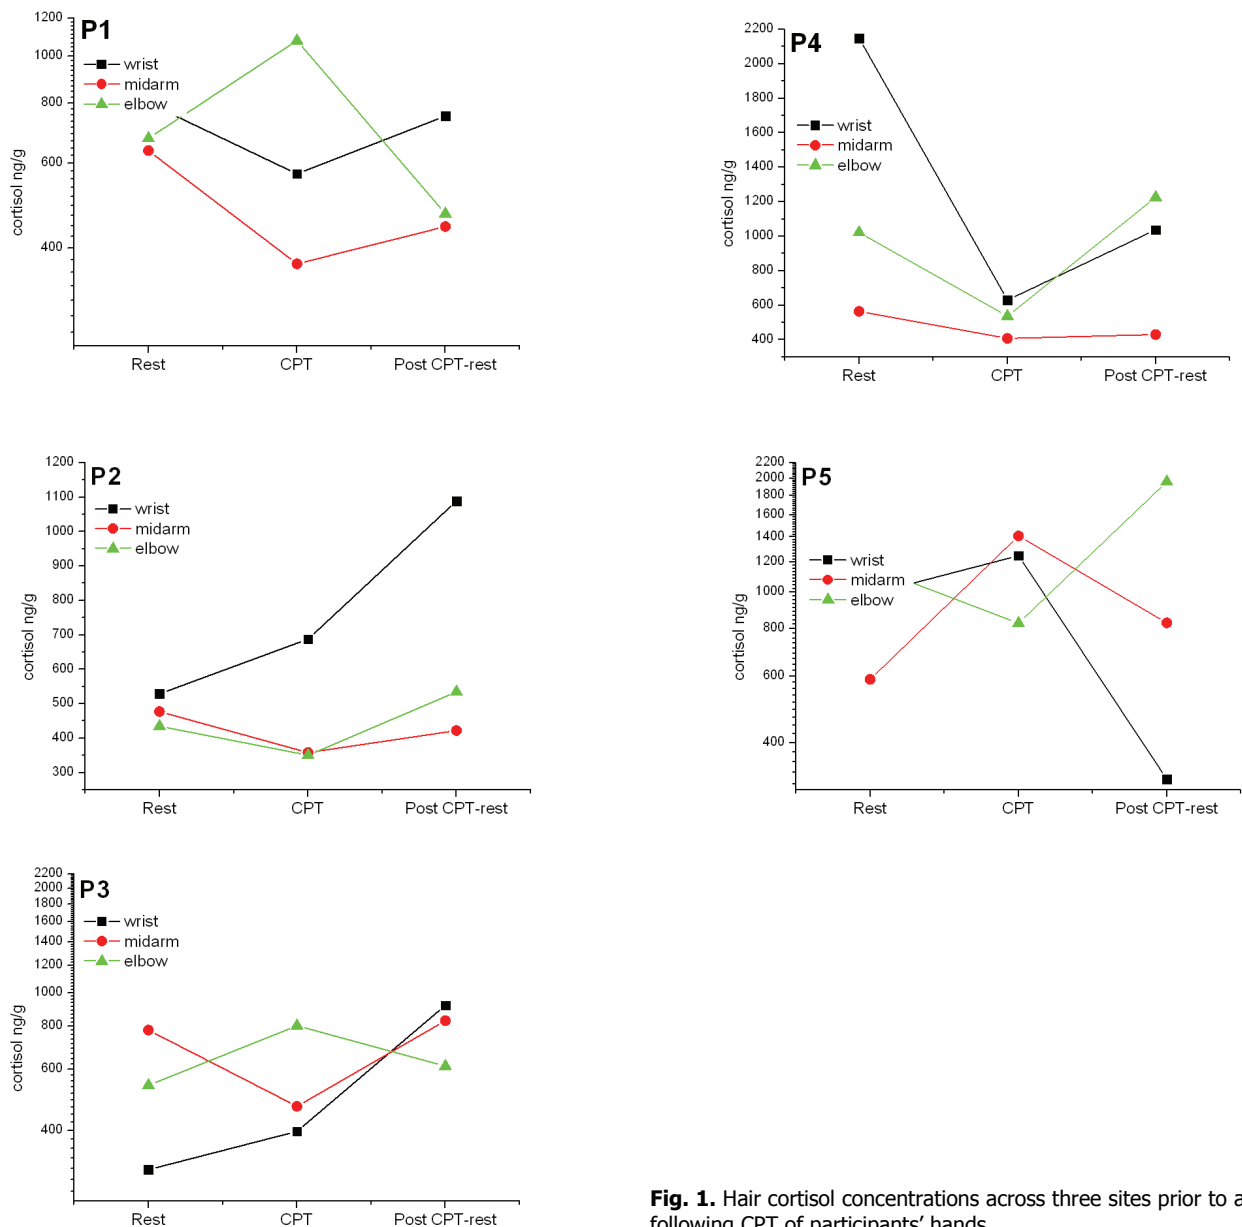 P1
1200
1000
800
600
400
cortisol ng/g
wrist
midarm
elbow
Rest
CPT
Post CPT-rest
P4
2200
2000
1800
1600
1400
1200
1000
800
600
400
cortisol ng/g
wrist
midarm
elbow
Rest
CPT
Post CPT-rest
P2
1200
1100
1000
900
800
700
600
500
400
300
cortisol ng/g
wrist
midarm
elbow
Rest
CPT
Post CPT-rest
P5
2200
2000
1800
1600
1400
1200
1000
800
600
400
cortisol ng/g
wrist
midarm
elbow
Rest
CPT
Post CPT-rest
P3
2200
2000
1800
1600
1400
1200
1000
800
600
400
cortisol ng/g
wrist
midarm
elbow
Rest
CPT
Post CPT-rest
Fig. 1. Hair cortisol concentrations across three sites prior to a
following CPT of participants' hands